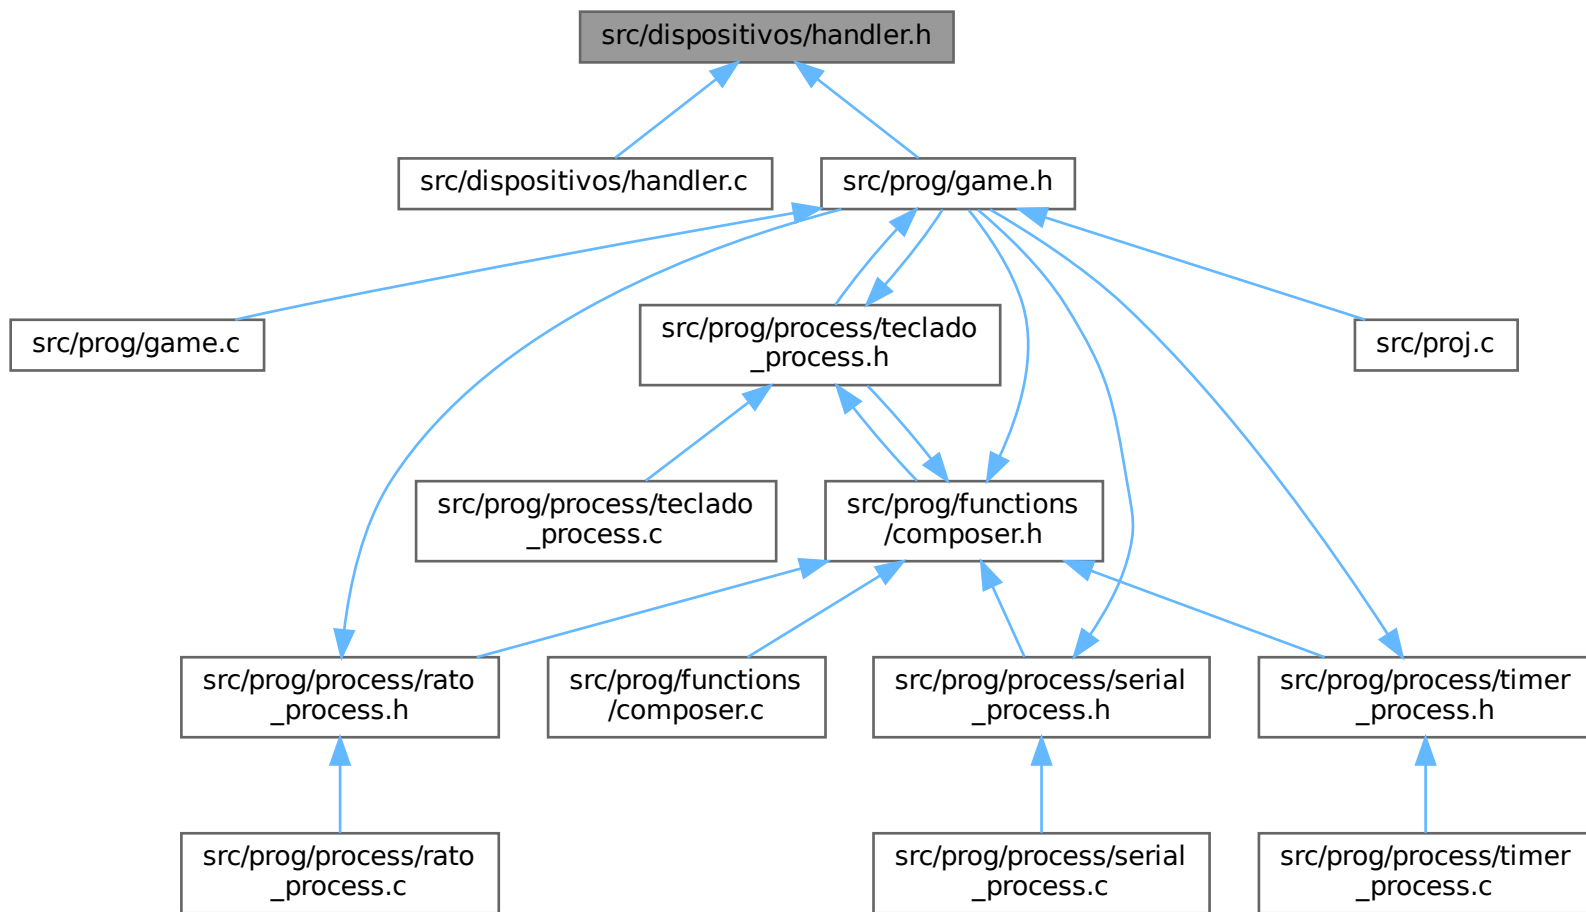 src/dispositivos/handler.h
src/dispositivos/handler.c
src/prog/game.h
src/prog/game.c
src/prog/process/teclado
_process.h
src/proj.c
src/prog/process/teclado
_process.c
src/prog/functions
/composer.h
src/prog/process/rato
_process.h
src/prog/functions
/composer.c
src/prog/process/serial
_process.h
src/prog/process/timer
_process.h
src/prog/process/rato
_process.c
src/prog/process/serial
_process.c
src/prog/process/timer
_process.c